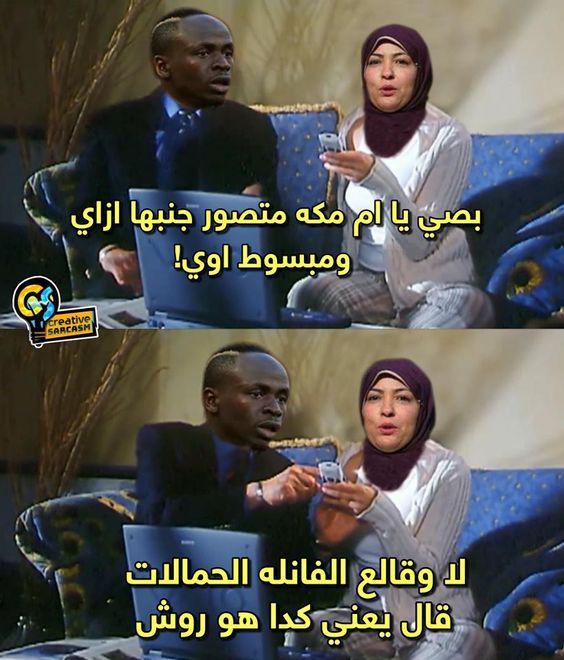 بصي يا ام مكه متصور جنبها ازاي
ومبسوط اوي!
creative
SARCASM
لا وقالع الفانله الحمالات
قال يعني كدا هو روش